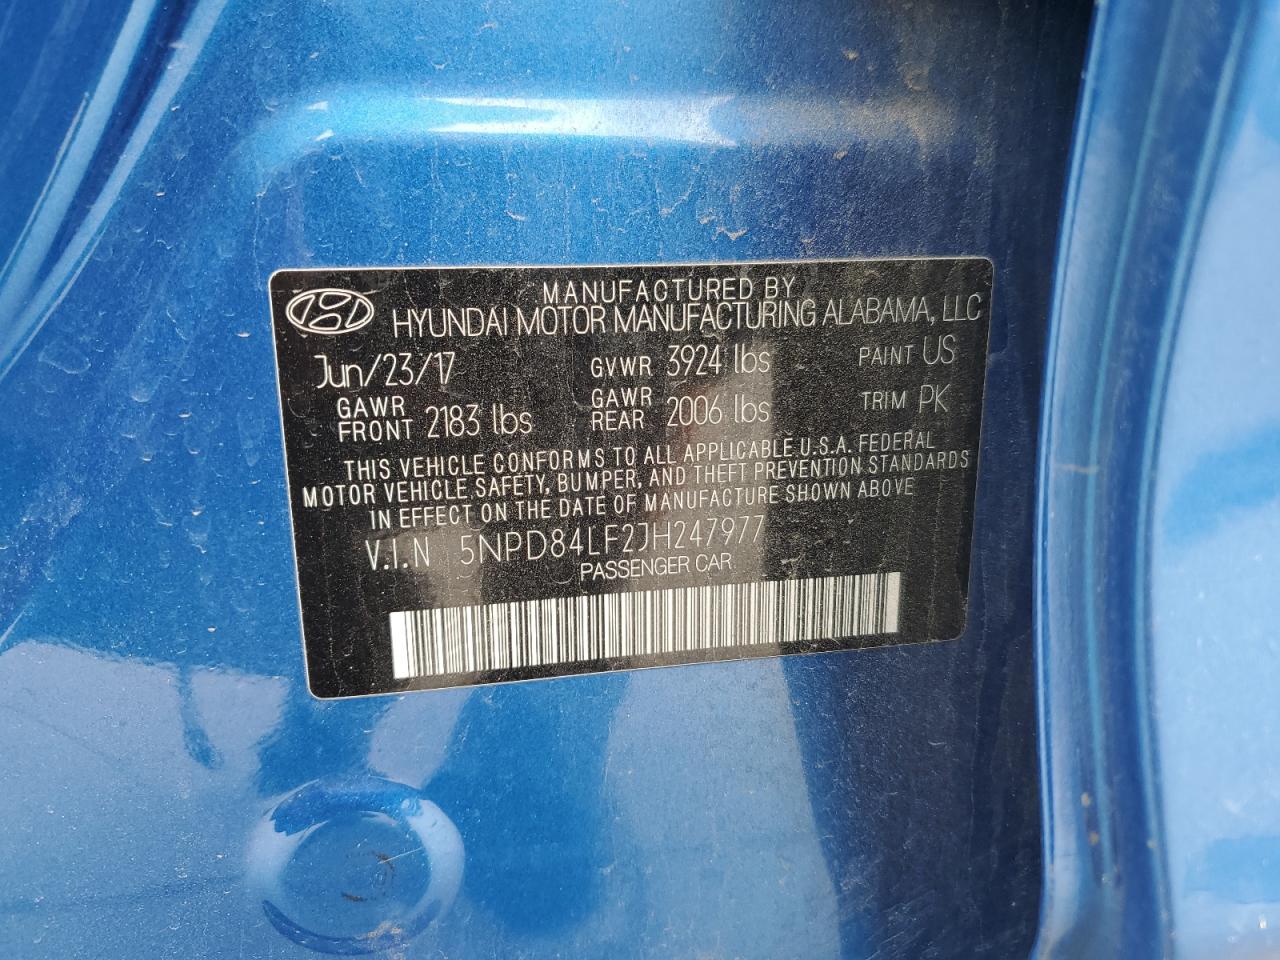 MANUFACTURED BY
HYUNDAI MOTOR MANUFACTURING ALABAMA, LLC
Jun/23/17 GVWR 3924 lbs PAINT US
GAWR FRONT 2183 lbs GAWR REAR 2006 lbs TRIM PK
THIS VEHICLE CONFORMS TO ALL APPLICABLE U.S.A. FEDERAL
MOTOR VEHICLE SAFETY, BUMPER, AND THEFT PREVENTION STANDARDS
IN EFFECT ON THE DATE OF MANUFACTURE SHOWN ABOVE
V.I.N 5NPD84LF2JH247977
PASSENGER CAR